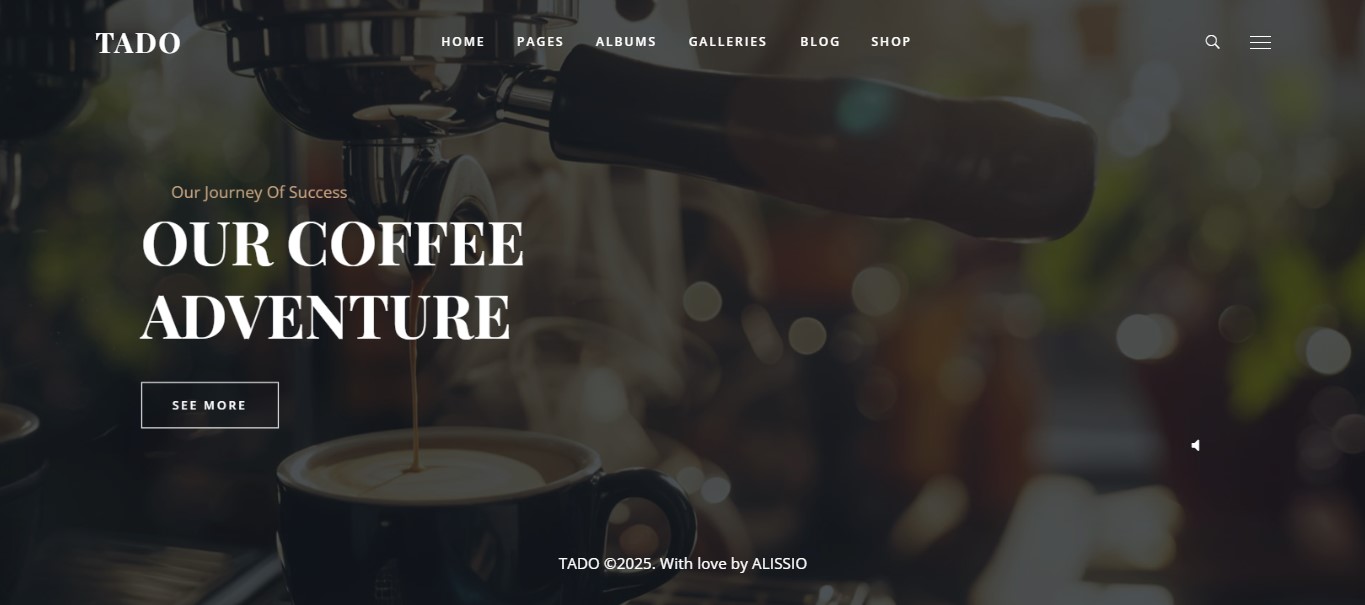 TADO
HOME PAGES ALBUMS GALLERIES BLOG SHOP
Our Journey Of Success
OUR COFFEE
ADVENTURE
SEE MORE
TADO ©2025. With love by ALISSIO